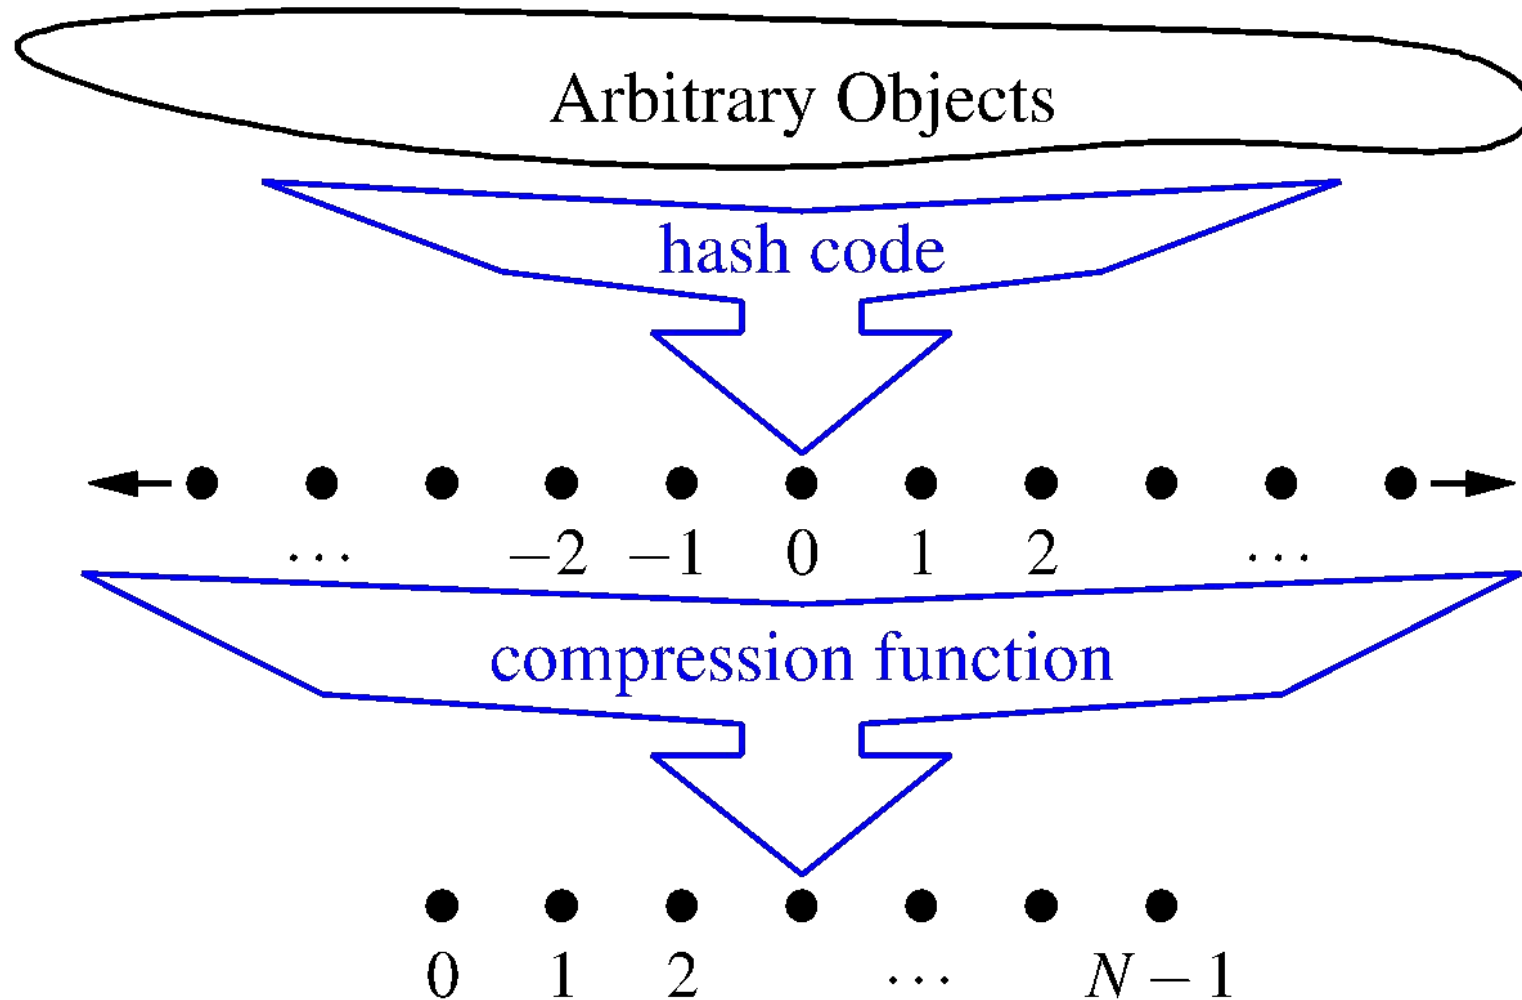 Arbitrary Objects
hash code
⋯ −2 −1 0 1 2 ⋯
compression function
0 1 2 ⋯ N − 1